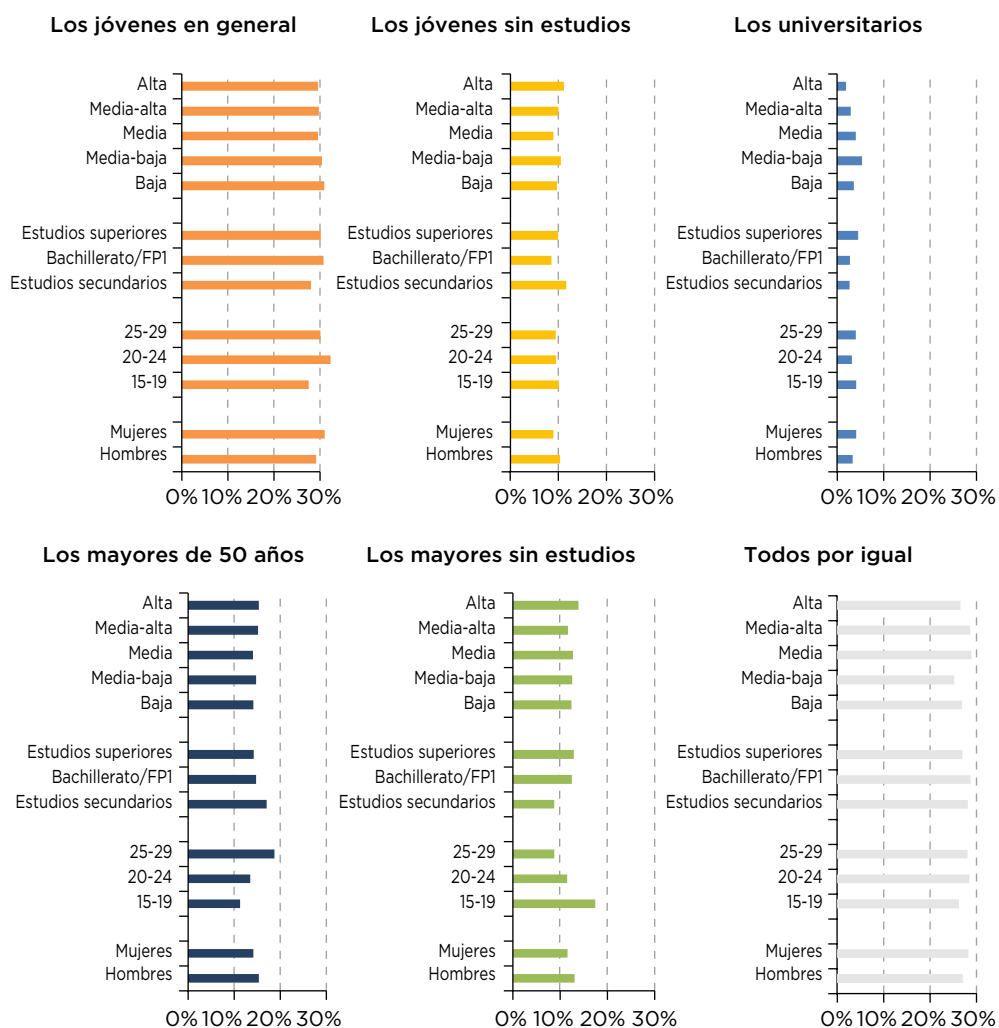 Los jóvenes en general
Alta
Media-alta
Media
Media-baja
Baja
Estudios superiores
Bachillerato/FP1
Estudios secundarios
25-29
20-24
15-19
Mujeres
Hombres
0% 10% 20% 30%
Los jóvenes sin estudios
Alta
Media-alta
Media
Media-baja
Baja
Estudios superiores
Bachillerato/FP1
Estudios secundarios
25-29
20-24
15-19
Mujeres
Hombres
0% 10% 20% 30%
Los universitarios
Alta
Media-alta
Media
Media-baja
Baja
Estudios superiores
Bachillerato/FP1
Estudios secundarios
25-29
20-24
15-19
Mujeres
Hombres
0% 10% 20% 30%
Los mayores de 50 años
Alta
Media-alta
Media
Media-baja
Baja
Estudios superiores
Bachillerato/FP1
Estudios secundarios
25-29
20-24
15-19
Mujeres
Hombres
0% 10% 20% 30%
Los mayores sin estudios
Alta
Media-alta
Media
Media-baja
Baja
Estudios superiores
Bachillerato/FP1
Estudios secundarios
25-29
20-24
15-19
Mujeres
Hombres
0% 10% 20% 30%
Todos por igual
Alta
Media-alta
Media
Media-baja
Baja
Estudios superiores
Bachillerato/FP1
Estudios secundarios
25-29
20-24
15-19
Mujeres
Hombres
0% 10% 20% 30%